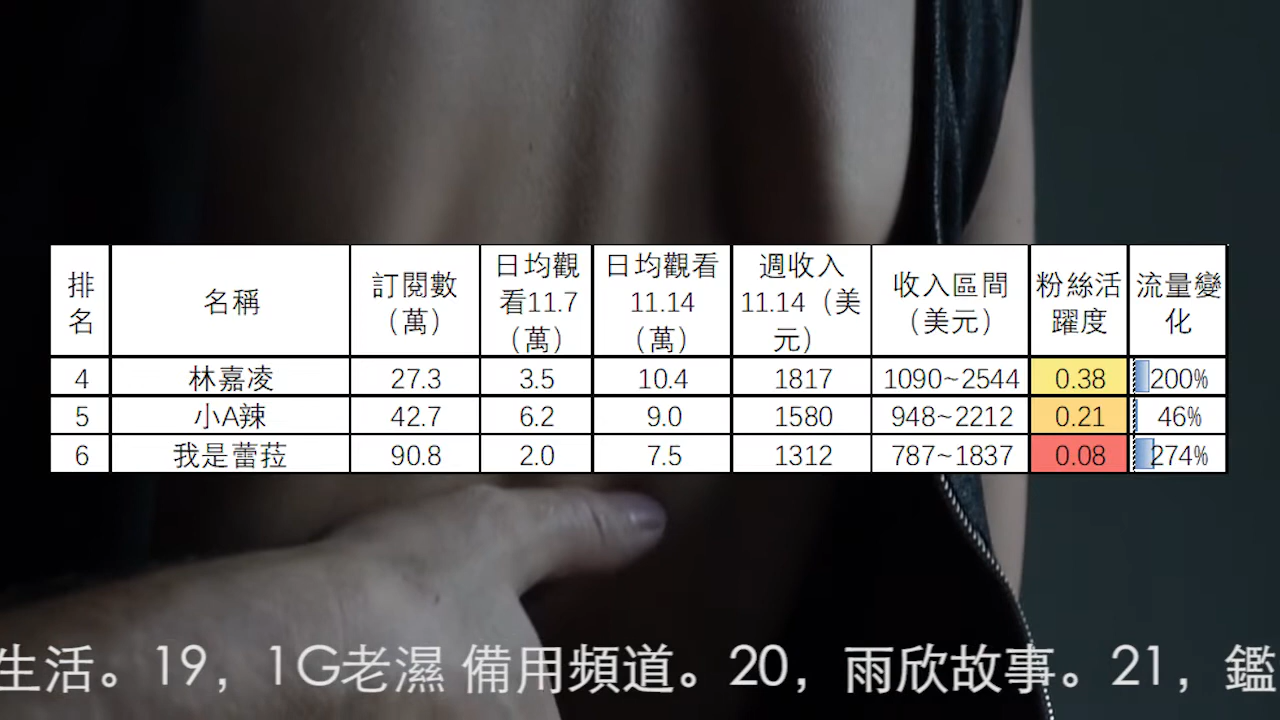 排名 名稱 訂閱數（萬） 日均觀看11.7（萬） 日均觀看11.14（萬） 週收入11.14（美元） 收入區間（美元） 粉絲活躍度 流量變化
4 林嘉凌 27.3 3.5 10.4 1817 1090~2544 0.38 200%
5 小A辣 42.7 6.2 9.0 1580 948~2212 0.21 46%
6 我是蕾菈 90.8 2.0 7.5 1312 787~1837 0.08 274%
生活。19，1G老濕 備用頻道。20，雨欣故事。21，鑑